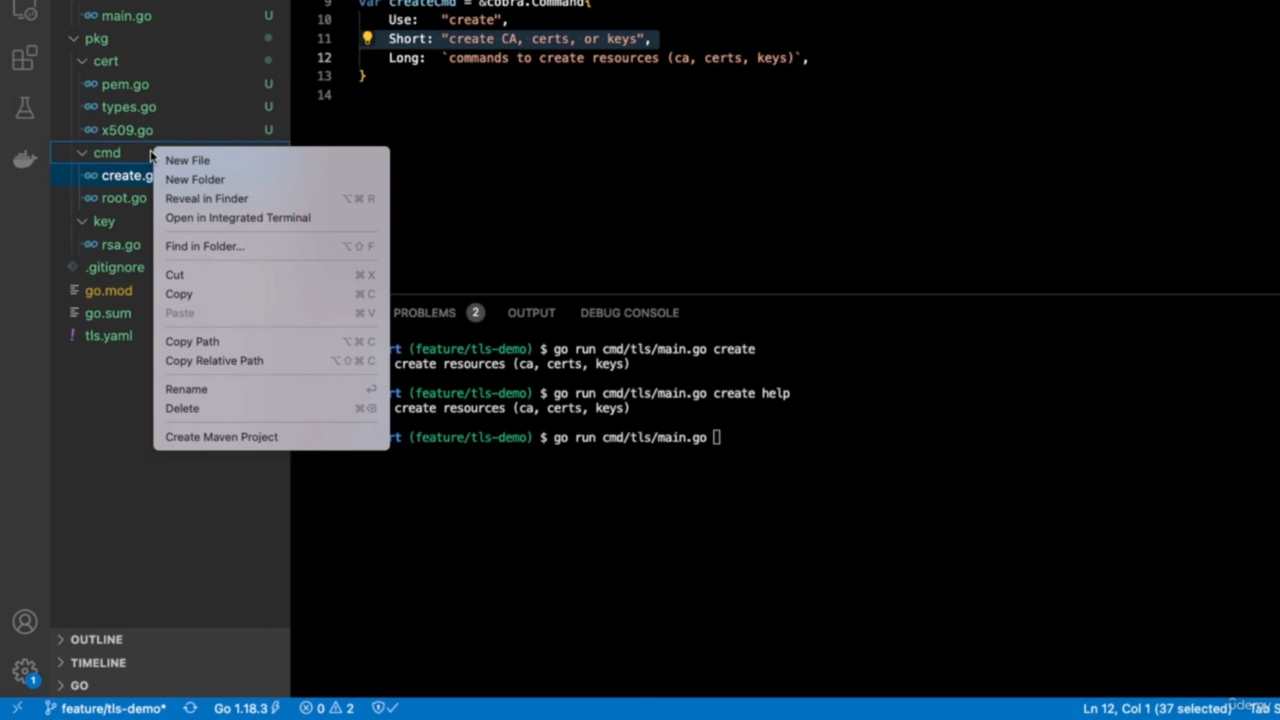 main.go U
pkg
cert
pem.go U
types.go U
x509.go U
cmd
create.g
root.go
key
rsa.go
.gitignore
go.mod
go.sum
! tls.yaml
OUTLINE
TIMELINE
GO
New File
New Folder
Reveal in Finder ⌥⌘ R
Open in Integrated Terminal
Find in Folder... ⌥⇧ F
Cut ⌘ X
Copy ⌘ C
Paste ⌘ V
Copy Path ⌥⌘ C
Copy Relative Path ⌥⇧⌘ C
Rename ⏎
Delete ⌘⌫
Create Maven Project
9 var createCmd = &cobra.Command{
10 Use: "create",
11 Short: "create CA, certs, or keys",
12 Long: `commands to create resources (ca, certs, keys)`,
13 }
14
PROBLEMS 2 OUTPUT DEBUG CONSOLE
rt (feature/tls-demo) $ go run cmd/tls/main.go create
create resources (ca, certs, keys)
rt (feature/tls-demo) $ go run cmd/tls/main.go create help
create resources (ca, certs, keys)
rt (feature/tls-demo) $ go run cmd/tls/main.go
1
feature/tls-demo* Go 1.18.3 0 2 Ln 12, Col 1 (37 selected) Tab S
udemy